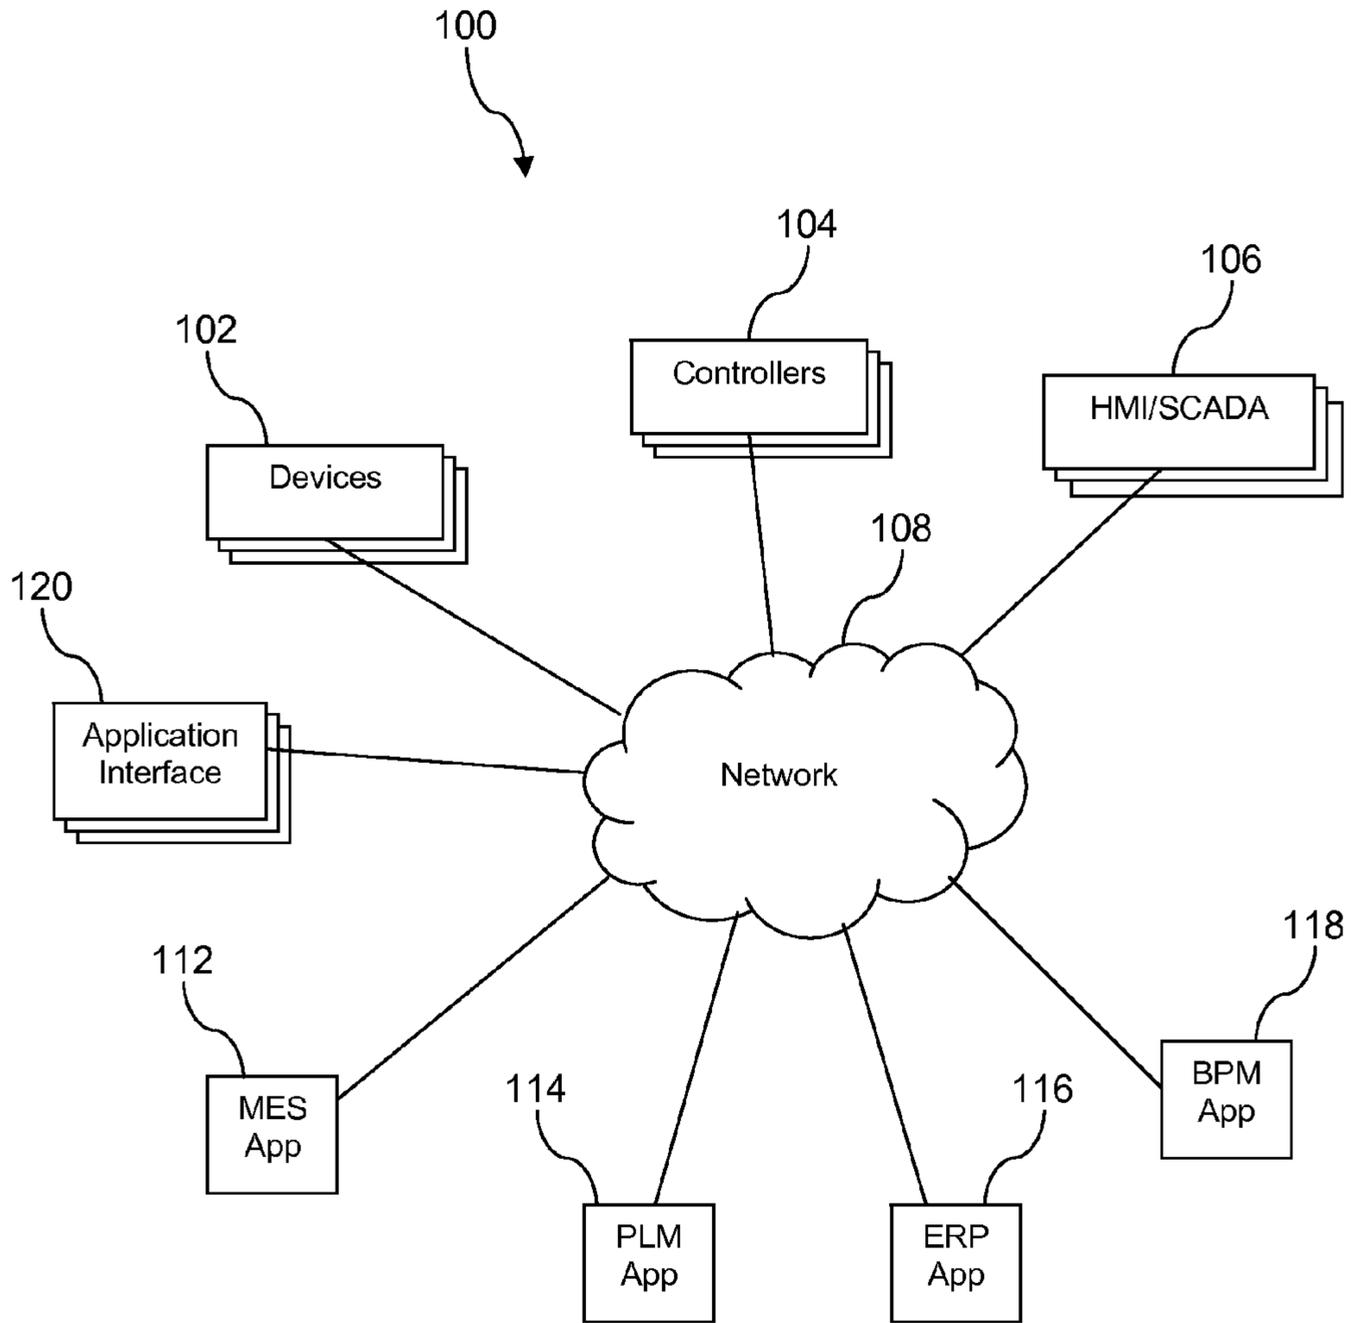 100
104
106
102
Controllers
HMI/SCADA
Devices
108
120
Application
Interface
Network
118
112
BPM
App
114
116
MES
App
PLM
App
ERP
App